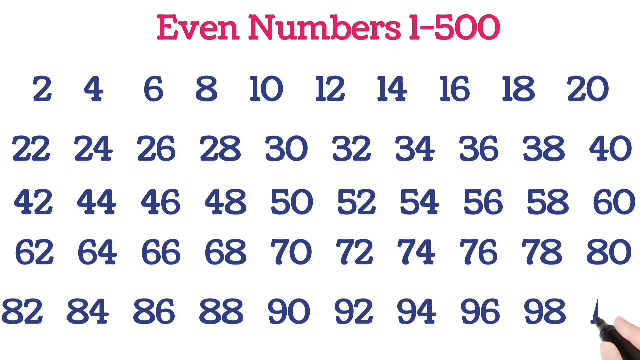 Even Numbers 1-500
2 4 6 8 10 12 14 16 18 20
22 24 26 28 30 32 34 36 38 40
42 44 46 48 50 52 54 56 58 60
62 64 66 68 70 72 74 76 78 80
82 84 86 88 90 92 94 96 98